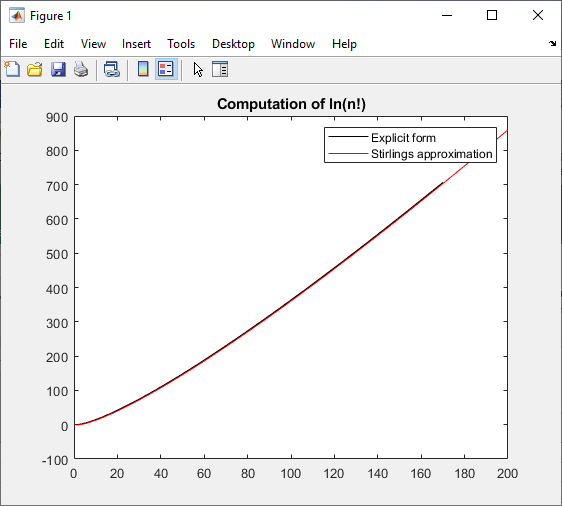 Figure 1
File Edit View Insert Tools Desktop Window Help
Computation of ln(n!)
900
Explicit form
Stirlings approximation
800
700
600
500
400
300
200
100
0
-100
0 20 40 60 80 100 120 140 160 180 200